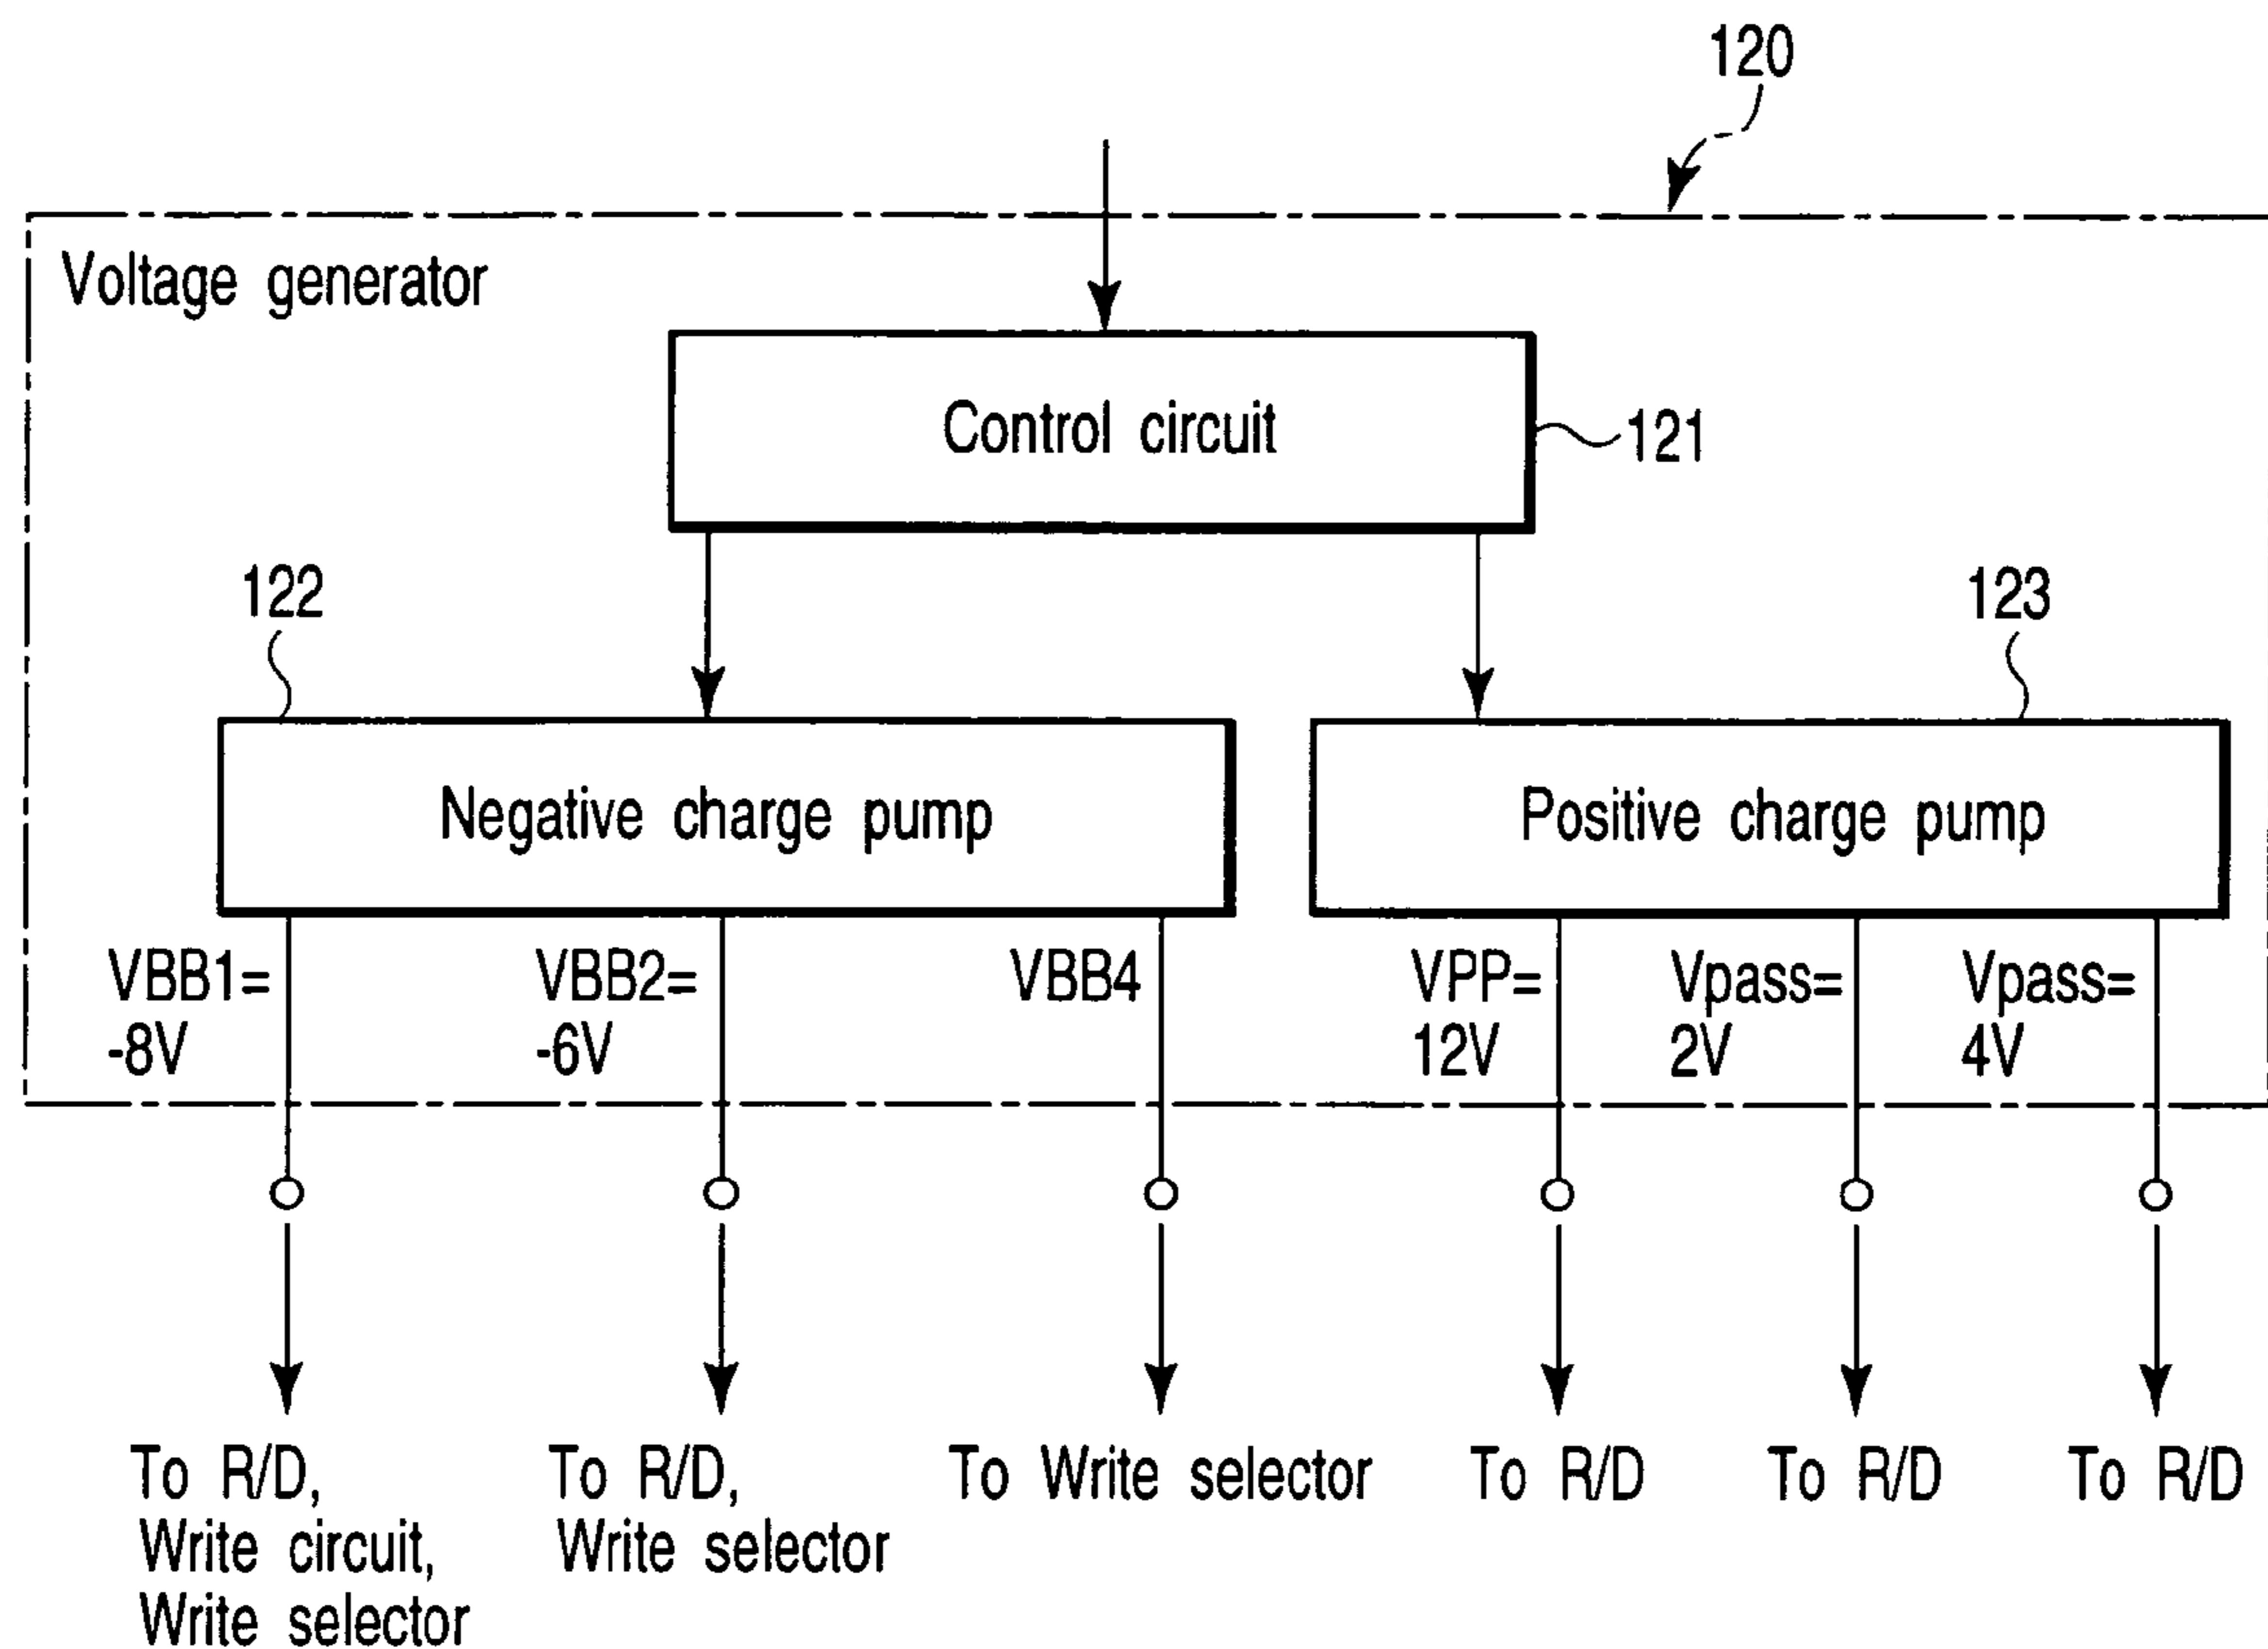 120
Voltage generator
Control circuit
121
122
123
Negative charge pump
Positive charge pump
VBB1=
-8V
VBB2=
-6V
VBB4
VPP=
12V
Vpass=
2V
Vpass=
4V
To R/D,
Write circuit,
Write selector
To R/D,
Write selector
To Write selector
To R/D
To R/D
To R/D